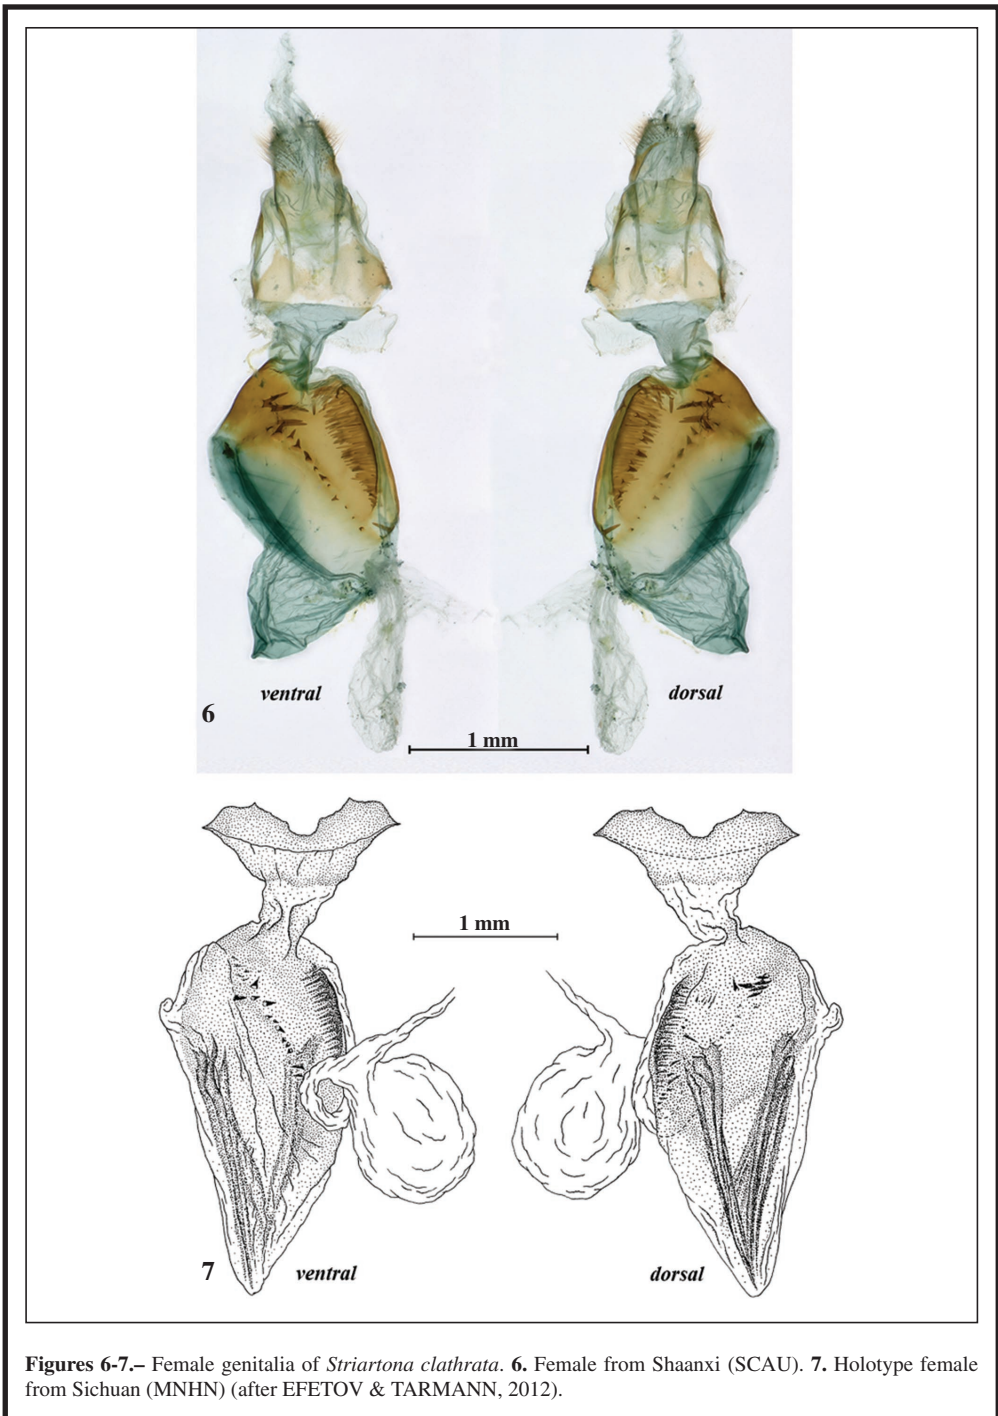 ventral
dorsal
6
1 mm
1 mm
7
ventral
dorsal
Figures 6-7.– Female genitalia of Striartona clathrata. 6. Female from Shaanxi (SCAU). 7. Holotype female
from Sichuan (MNHN) (after EFETOV & TARMANN, 2012).